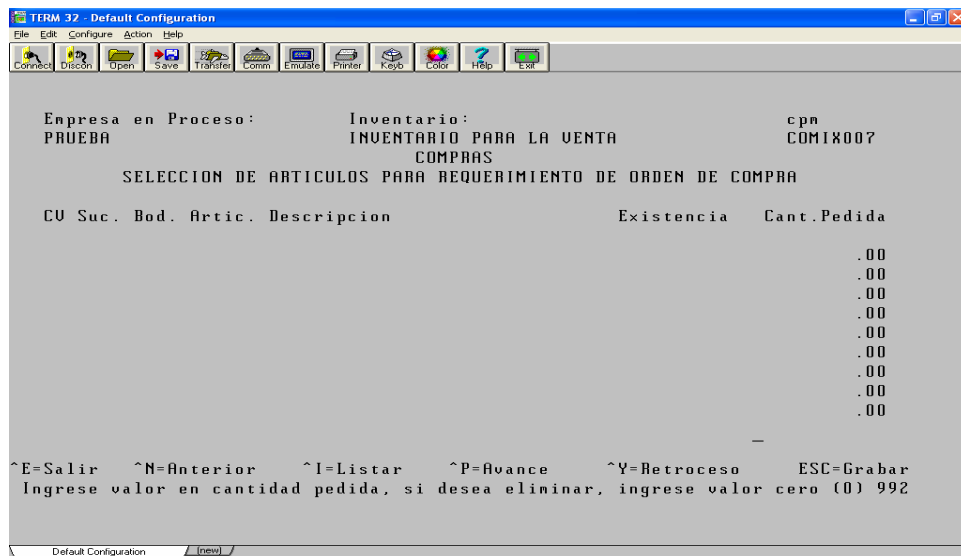 TERM 32 - Default Configuration
File Edit Configure Action Help
Connect Discon Open Save Transfer Comm Emulate Printer Keyb Color Help Exit
Empresa en Proceso: Inventario: cpm
PRUEBA INVENTARIO PARA LA VENTA COMIX007
COMPRAS
SELECCION DE ARTICULOS PARA REQUERIMIENTO DE ORDEN DE COMPRA
CV Suc. Bod. Artic. Descripcion Existencia Cant.Pedida
.00
.00
.00
.00
.00
.00
.00
.00
.00
^E=Salir ^N=Anterior ^I=Listar ^P=Avance ^Y=Retroceso ESC=Grabar
Ingrese valor en cantidad pedida, si desea eliminar, ingrese valor cero (0) 992
Default Configuration (new)